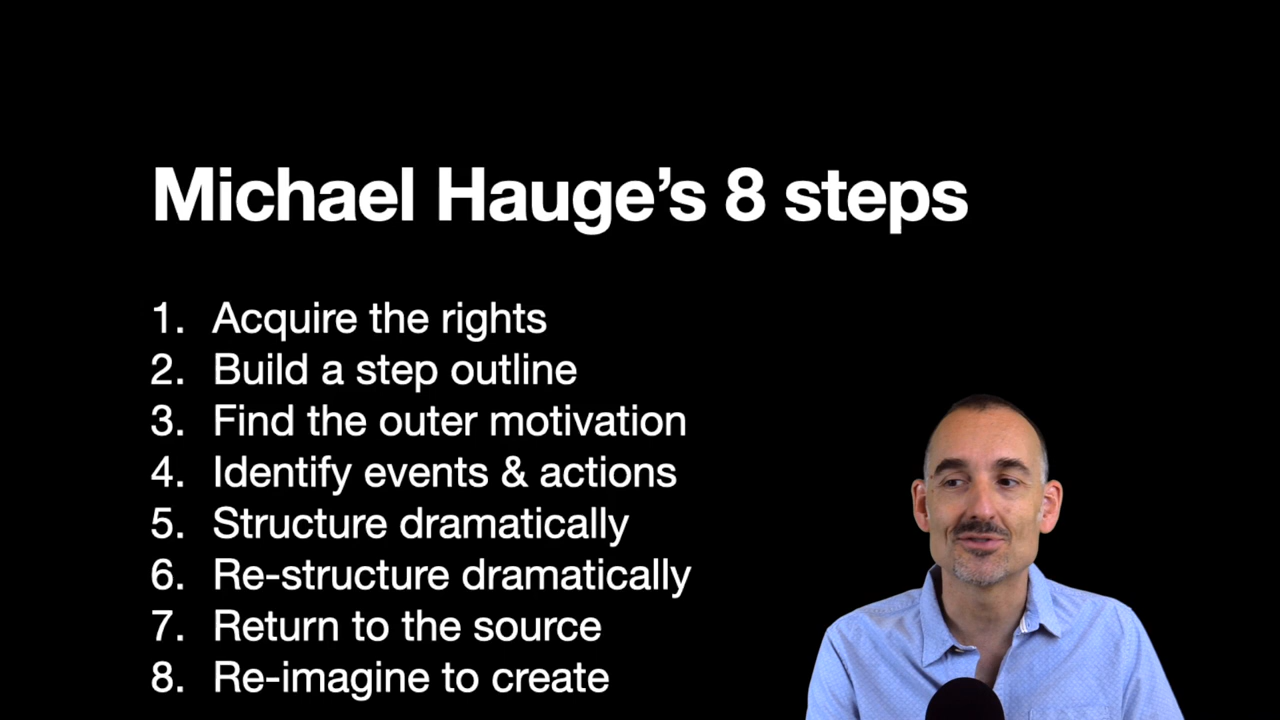 Michael Hauge’s 8 steps
1. Acquire the rights
2. Build a step outline
3. Find the outer motivation
4. Identify events & actions
5. Structure dramatically
6. Re-structure dramatically
7. Return to the source
8. Re-imagine to create